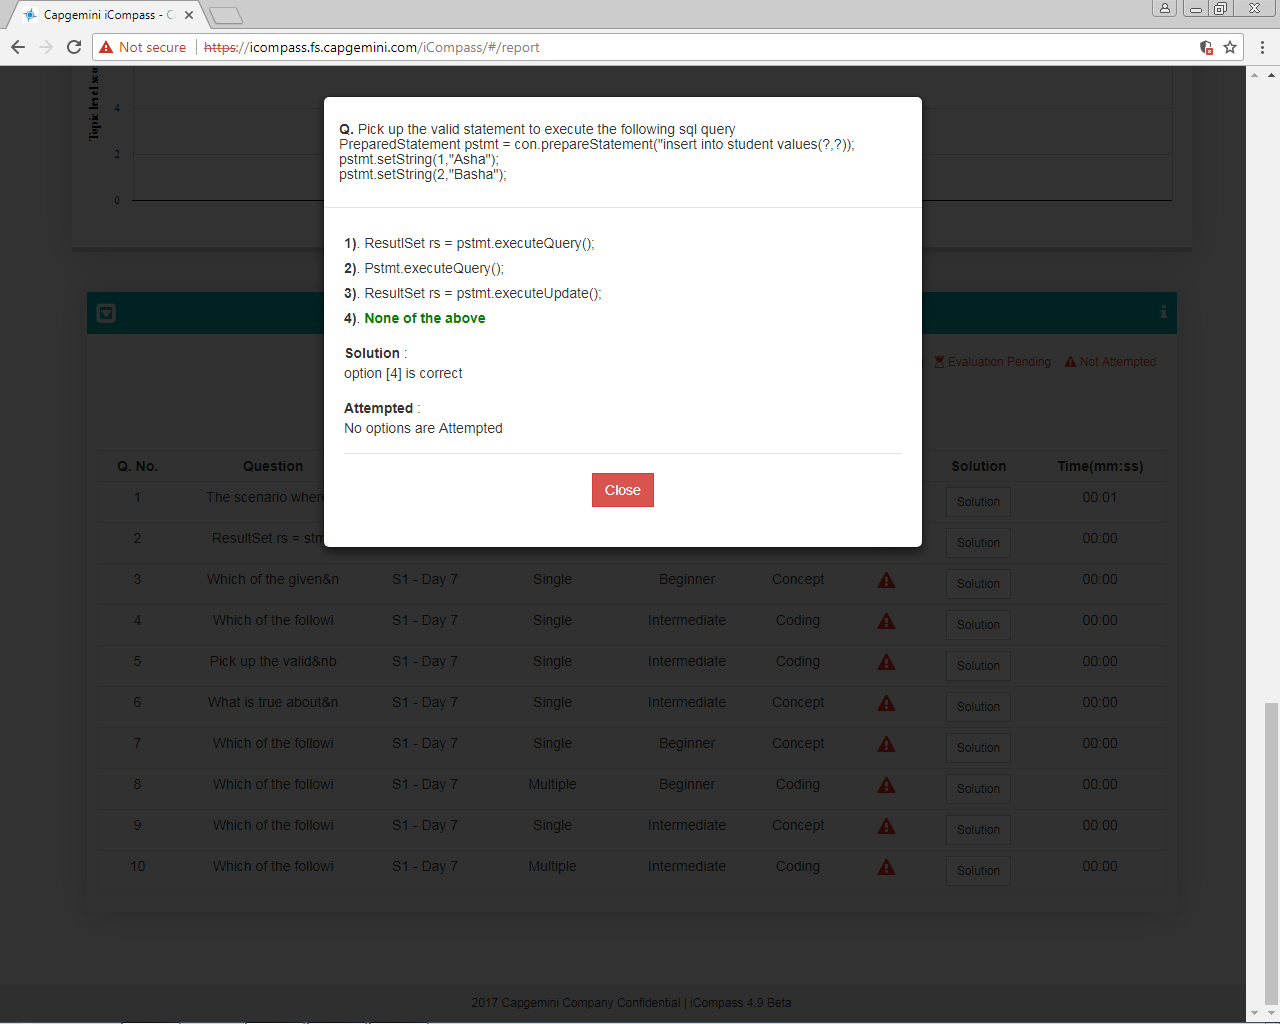 Capgemini iCompass - C
Not secure
https://icompass.fs.capgemini.com/iCompass/#/report
Topic level sco
4
2
0
Q. Pick up the valid statement to execute the following sql query
PreparedStatement pstmt = con.prepareStatement("insert into student values(?,?));
pstmt.setString(1,"Asha");
pstmt.setString(2,"Basha");
1). ResutlSet rs = pstmt.executeQuery();
2). Pstmt.executeQuery();
3). ResultSet rs = pstmt.executeUpdate();
4). None of the above
Solution :
option [4] is correct
Attempted :
No options are Attempted
Close
Evaluation Pending Not Attempted
Q. No. Question Solution Time(mm:ss)
1 The scenario where Solution 00:01
2 ResultSet rs = stm Solution 00:00
3 Which of the given&n S1 - Day 7 Single Beginner Concept Solution 00:00
4 Which of the followi S1 - Day 7 Single Intermediate Coding Solution 00:00
5 Pick up the valid&nb S1 - Day 7 Single Intermediate Coding Solution 00:00
6 What is true about&n S1 - Day 7 Single Intermediate Concept Solution 00:00
7 Which of the followi S1 - Day 7 Single Beginner Concept Solution 00:00
8 Which of the followi S1 - Day 7 Multiple Beginner Coding Solution 00:00
9 Which of the followi S1 - Day 7 Single Intermediate Concept Solution 00:00
10 Which of the followi S1 - Day 7 Multiple Intermediate Coding Solution 00:00
2017 Capgemini Company Confidential | iCompass 4.9 Beta